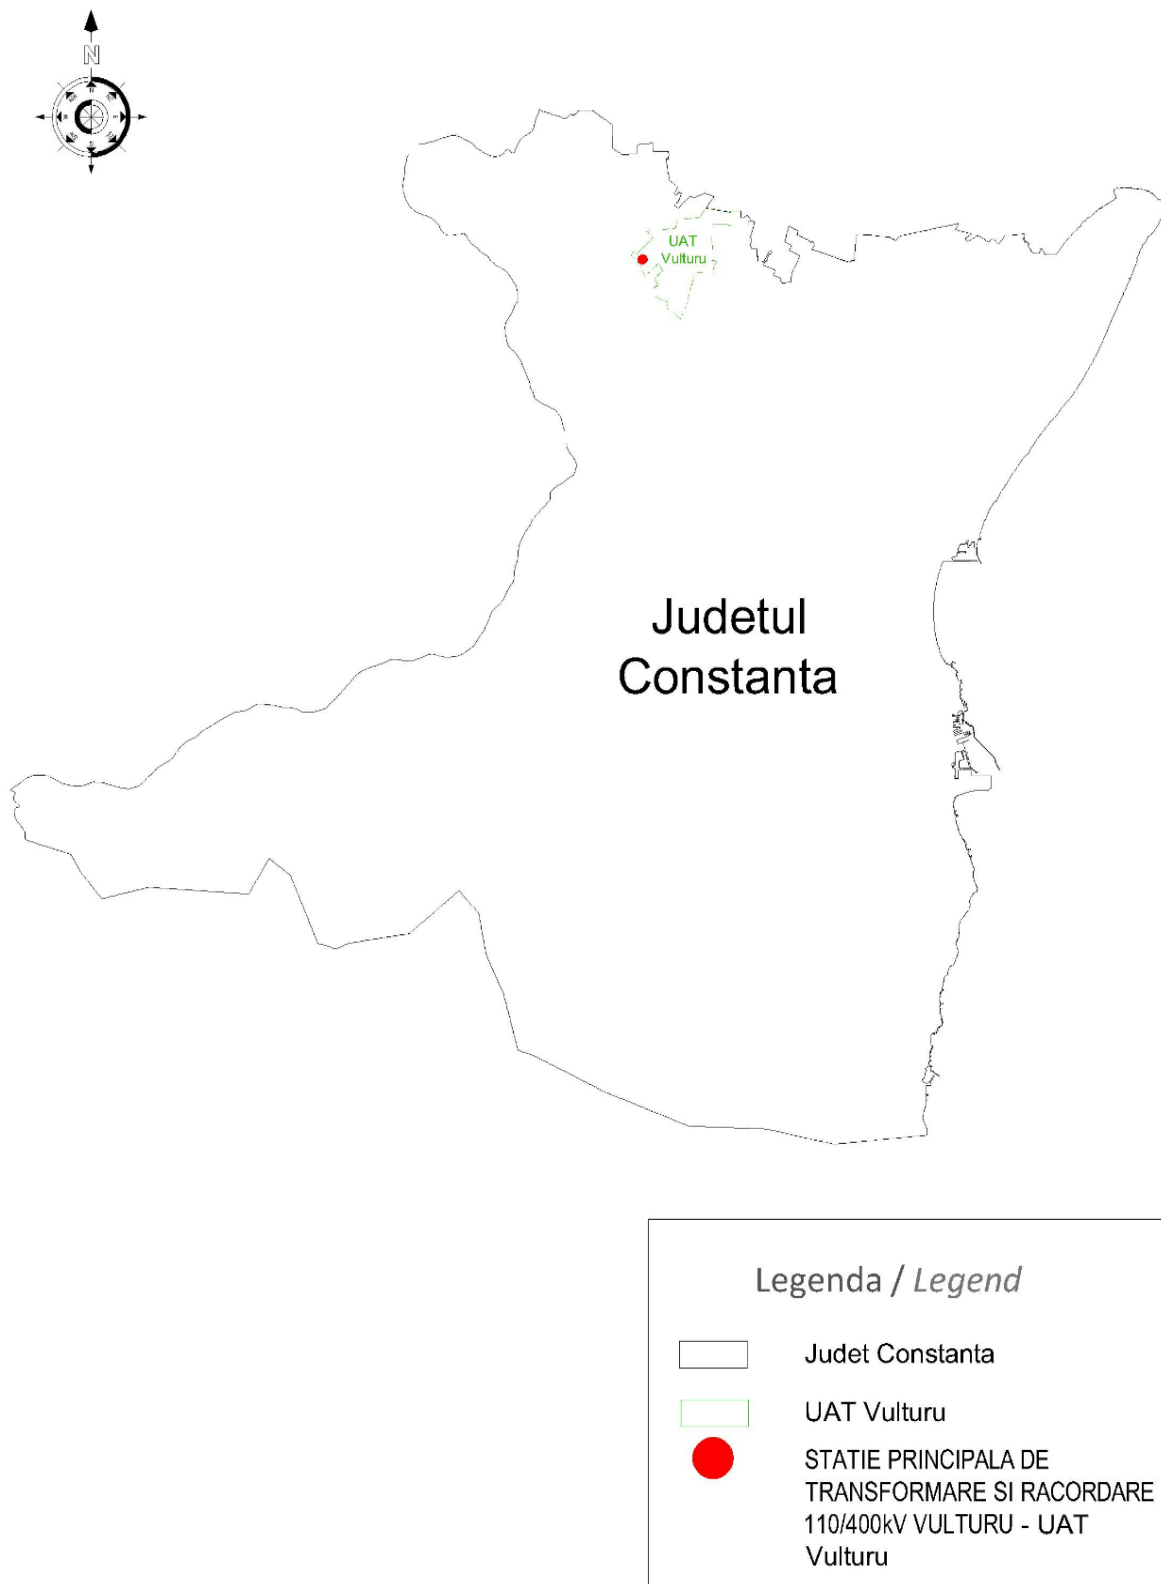 N
UAT
Vulturu
Judetul
Constanta
Legenda / Legend
Judet Constanta
UAT Vulturu
STATIE PRINCIPALA DE
TRANSFORMARE SI RACORDARE
110/400kV VULTURU - UAT
Vulturu